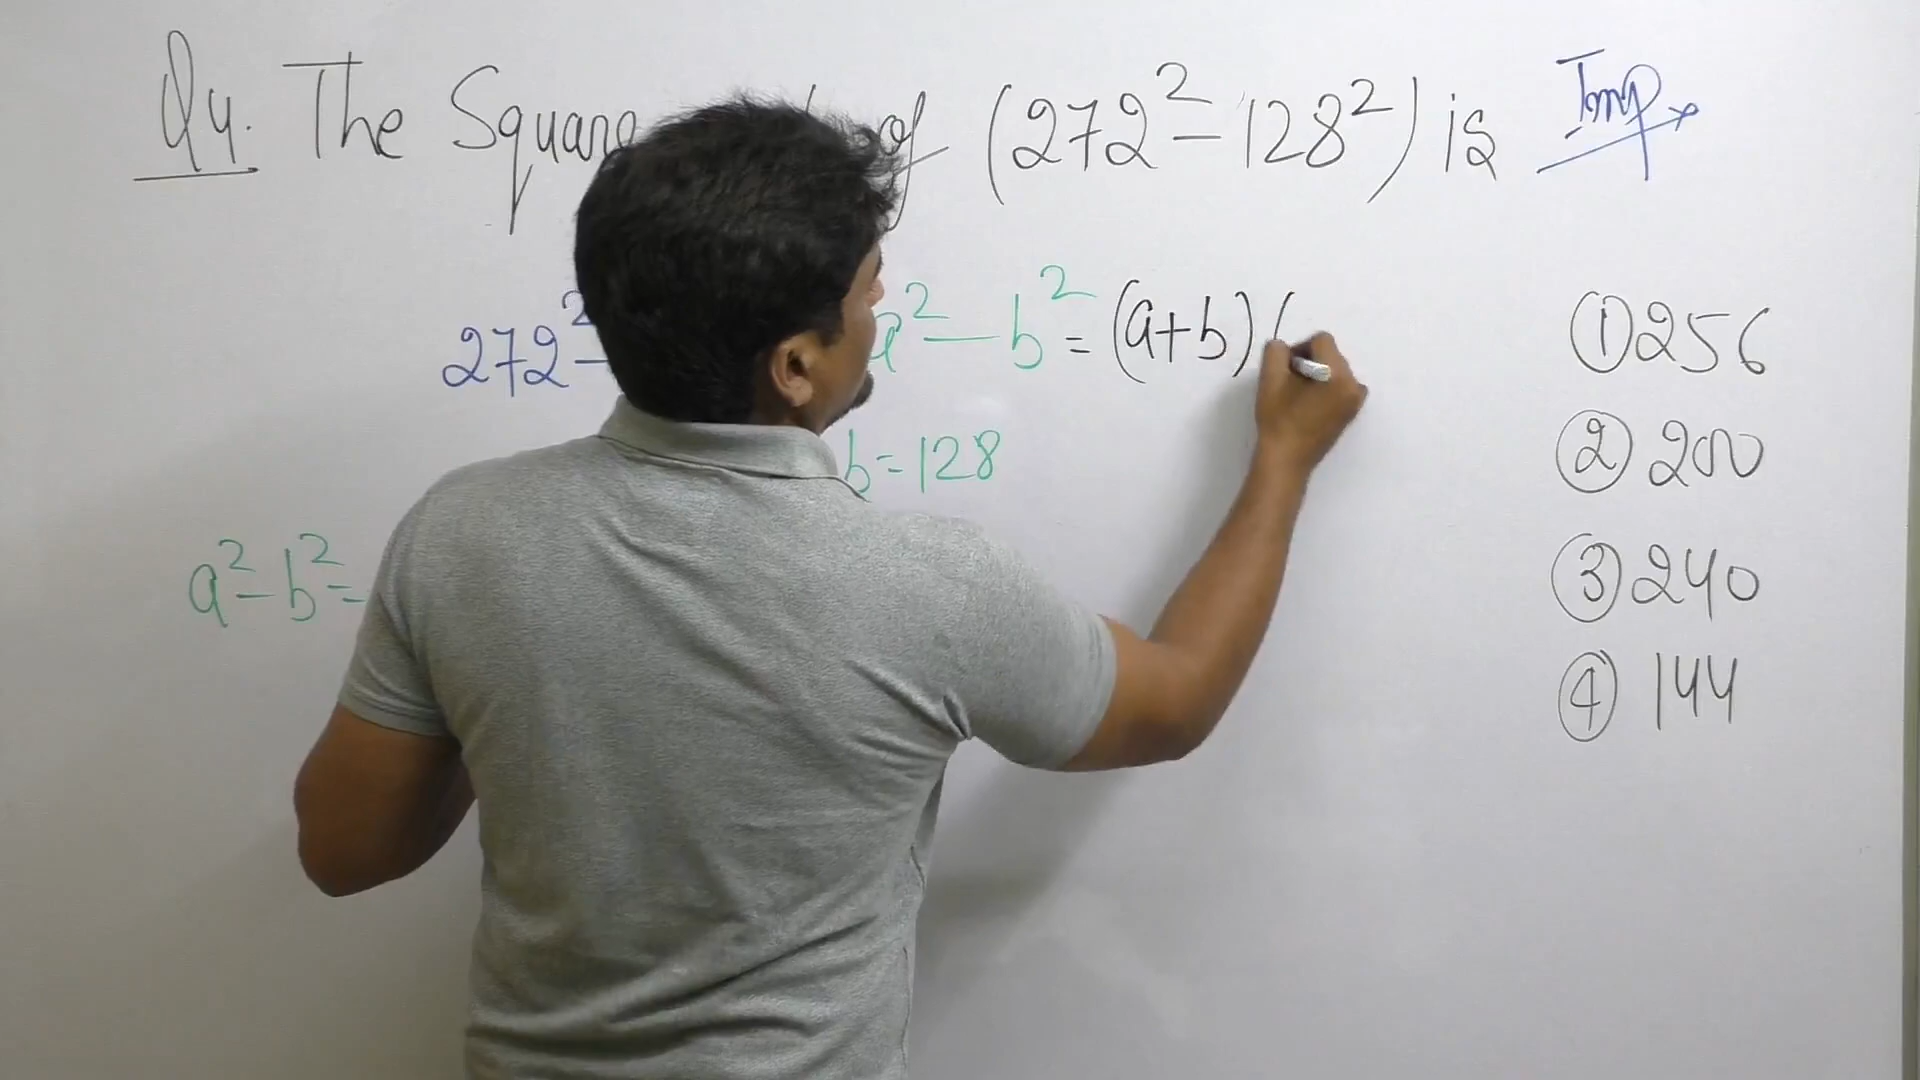 Q4. The Square of (272² - 128²) is Imp
272² - a² - b² = (a+b) (
b = 128
a² - b² =
① 256
② 200
③ 240
④ 144